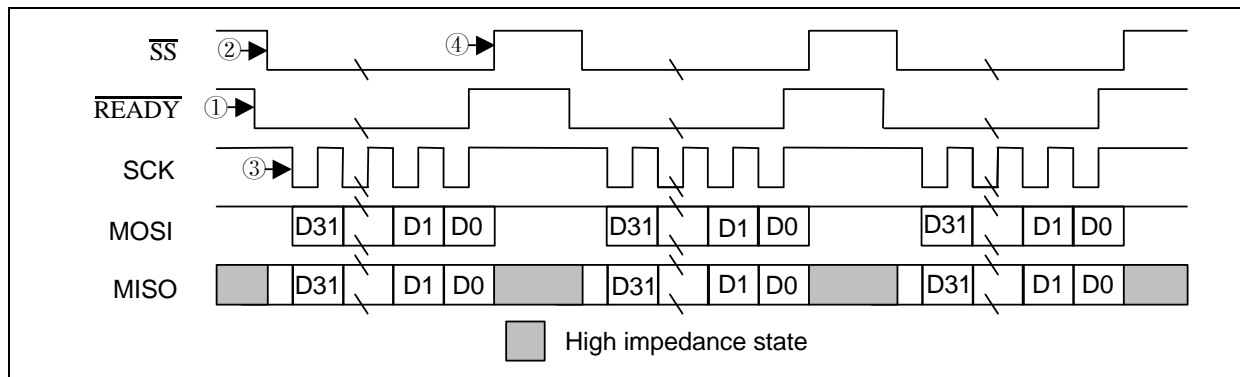 SS ② ④
READY ①
SCK ③
MOSI D31 D1 D0 D31 D1 D0 D31 D1 D0
MISO D31 D1 D0 D31 D1 D0 D31 D1 D0
High impedance state